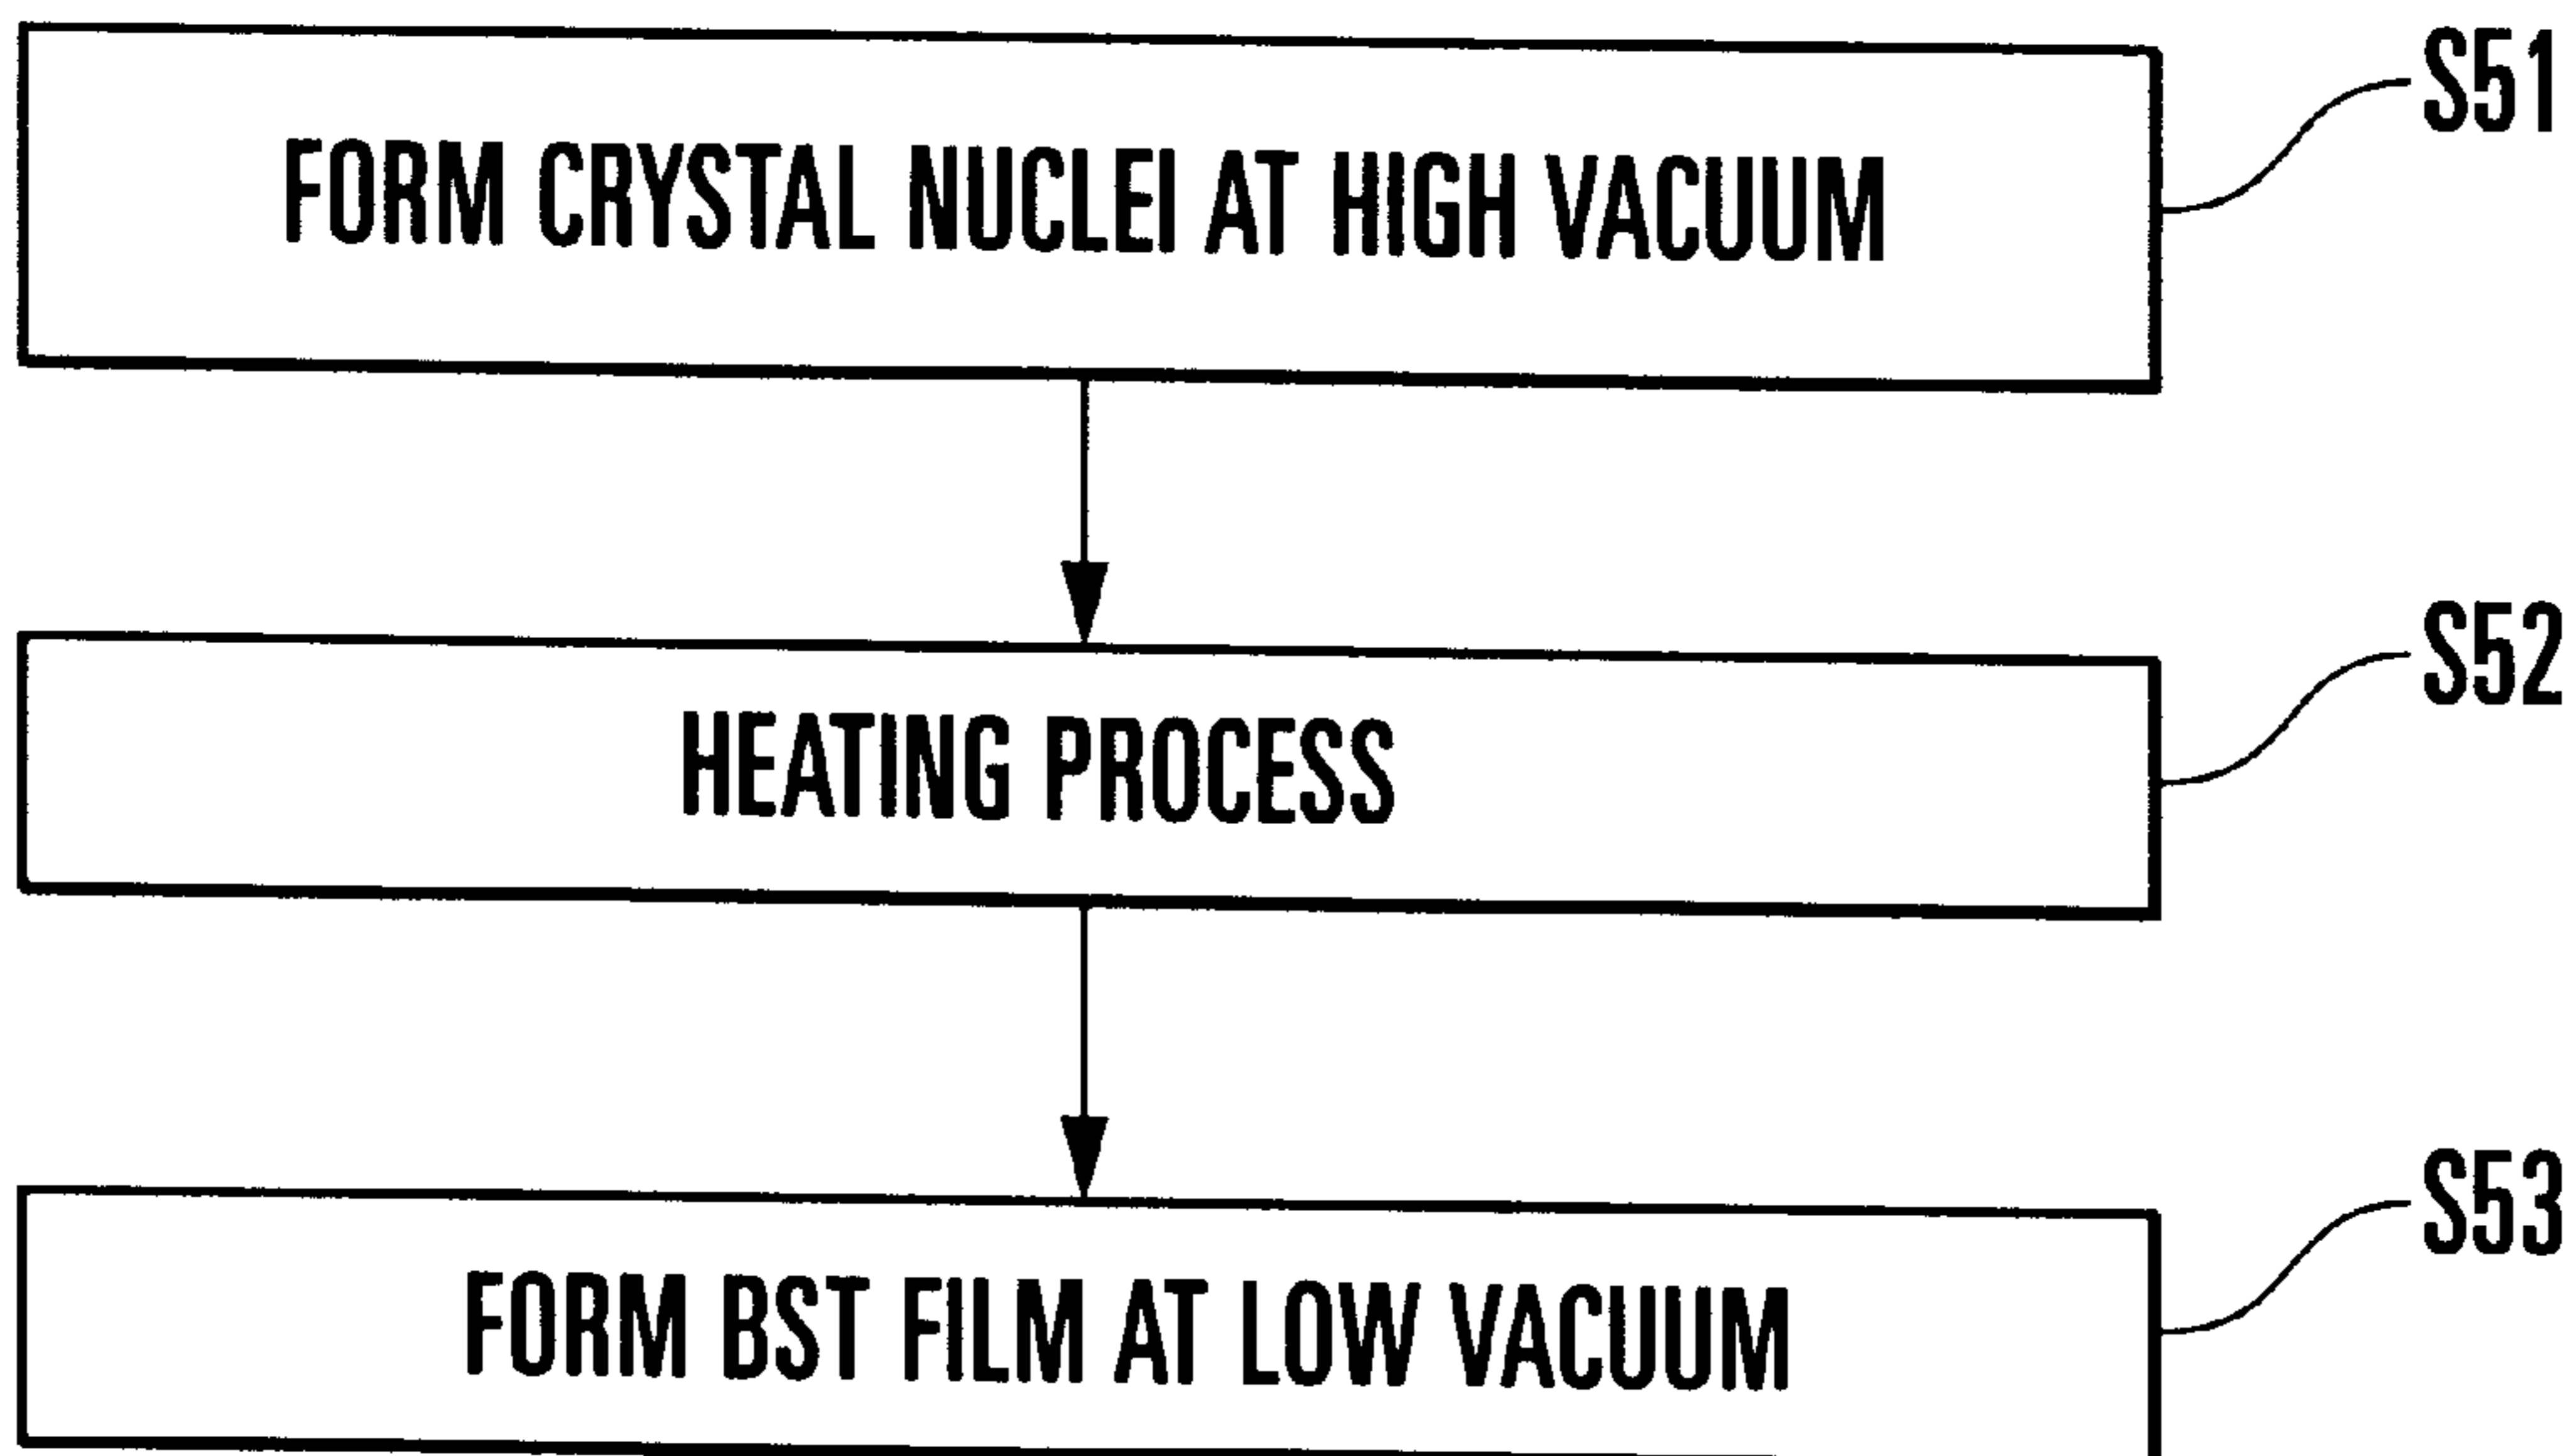 FORM CRYSTAL NUCLEI AT HIGH VACUUM
S51
HEATING PROCESS
S52
FORM BST FILM AT LOW VACUUM
S53